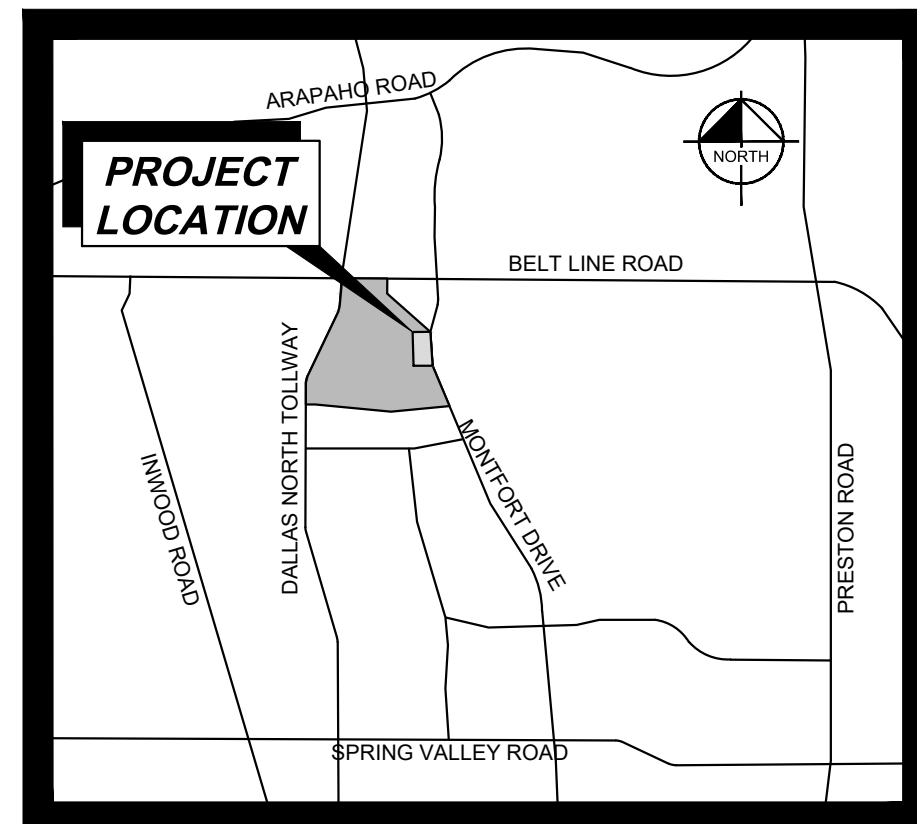 ARAPAHO ROAD
PROJECT
LOCATION
NORTH
BELT LINE ROAD
DALLAS NORTH TOLLWAY
INWOOD ROAD
MONTFORT DRIVE
PRESTON ROAD
SPRING VALLEY ROAD